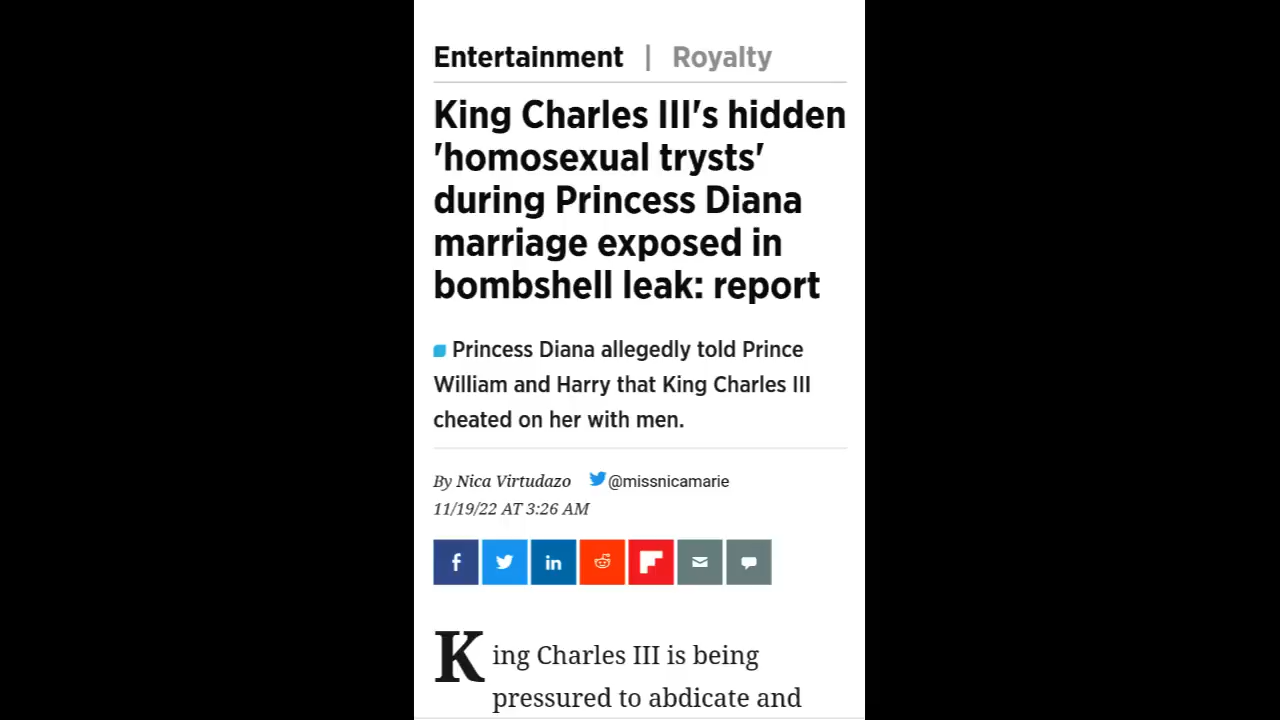 Entertainment | Royalty
King Charles III's hidden
'homosexual trysts'
during Princess Diana
marriage exposed in
bombshell leak: report
Princess Diana allegedly told Prince
William and Harry that King Charles III
cheated on her with men.
By Nica Virtudazo @missnicamarie
11/19/22 AT 3:26 AM
f in
King Charles III is being
pressured to abdicate and